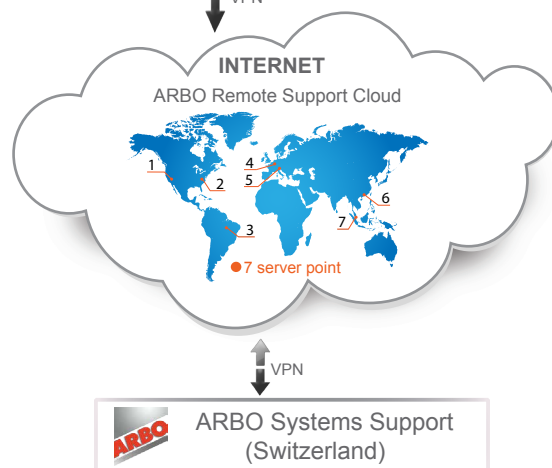 VPN
INTERNET
ARBO Remote Support Cloud
1
2
3
4
5
6
7
7 server point
VPN
ARBO
ARBO Systems Support
(Switzerland)